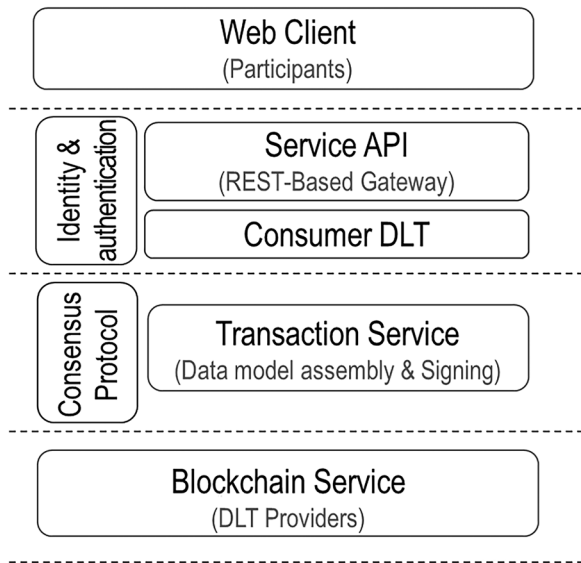 Web Client
(Participants)
Identity &
authentication
Service API
(REST-Based Gateway)
Consumer DLT
Consensus
Protocol
Transaction Service
(Data model assembly & Signing)
Blockchain Service
(DLT Providers)